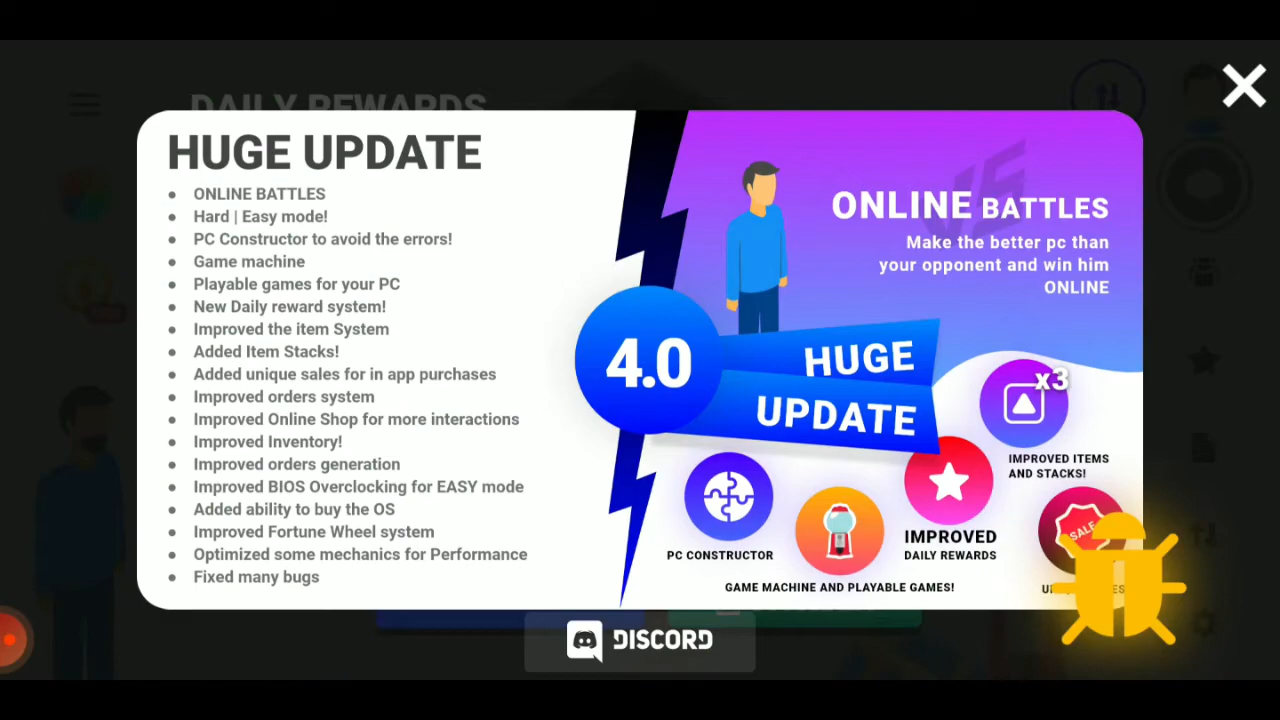 DAILY REWARDS
HUGE UPDATE
ONLINE BATTLES
Hard | Easy mode!
PC Constructor to avoid the errors!
Game machine
Playable games for your PC
New Daily reward system!
Improved the item System
Added Item Stacks!
Added unique sales for in app purchases
Improved orders system
Improved Online Shop for more interactions
Improved Inventory!
Improved orders generation
Improved BIOS Overclocking for EASY mode
Added ability to buy the OS
Improved Fortune Wheel system
Optimized some mechanics for Performance
Fixed many bugs
VS
ONLINE BATTLES
Make the better pc than
your opponent and win him
ONLINE
4.0
HUGE
UPDATE
x3
IMPROVED ITEMS
AND STACKS!
PC CONSTRUCTOR
GAME MACHINE AND PLAYABLE GAMES!
IMPROVED
DAILY REWARDS
SALE
DISCORD